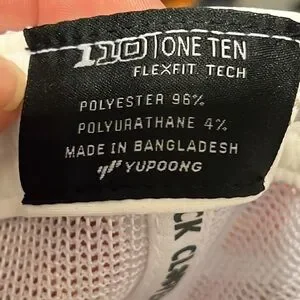 110 ONE TEN
FLEXFIT TECH
POLYESTER 96%
POLYURATHANE 4%
MADE IN BANGLADESH
YUPOONG